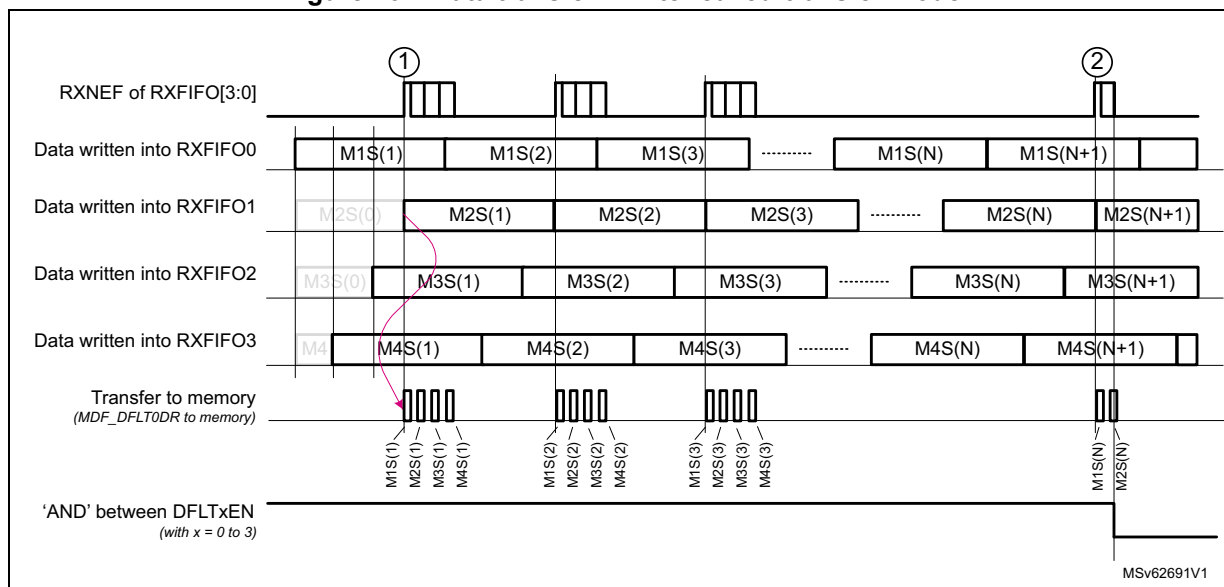 1
2
RXNEF of RXFIFO[3:0]
Data written into RXFIFO0
M1S(1) M1S(2) M1S(3) M1S(N) M1S(N+1)
Data written into RXFIFO1
M2S(0) M2S(1) M2S(2) M2S(3) M2S(N) M2S(N+1)
Data written into RXFIFO2
M3S(0) M3S(1) M3S(2) M3S(3) M3S(N) M3S(N+1)
Data written into RXFIFO3
M4 M4S(1) M4S(2) M4S(3) M4S(N) M4S(N+1)
Transfer to memory
(MDF_DFLT0DR to memory)
M1S(1) M2S(1) M3S(1) M4S(1) M1S(2) M2S(2) M3S(2) M4S(2) M1S(3) M2S(3) M3S(3) M4S(3) M1S(N) M2S(N)
‘AND’ between DFLTxEN
(with x = 0 to 3)
MSv62691V1